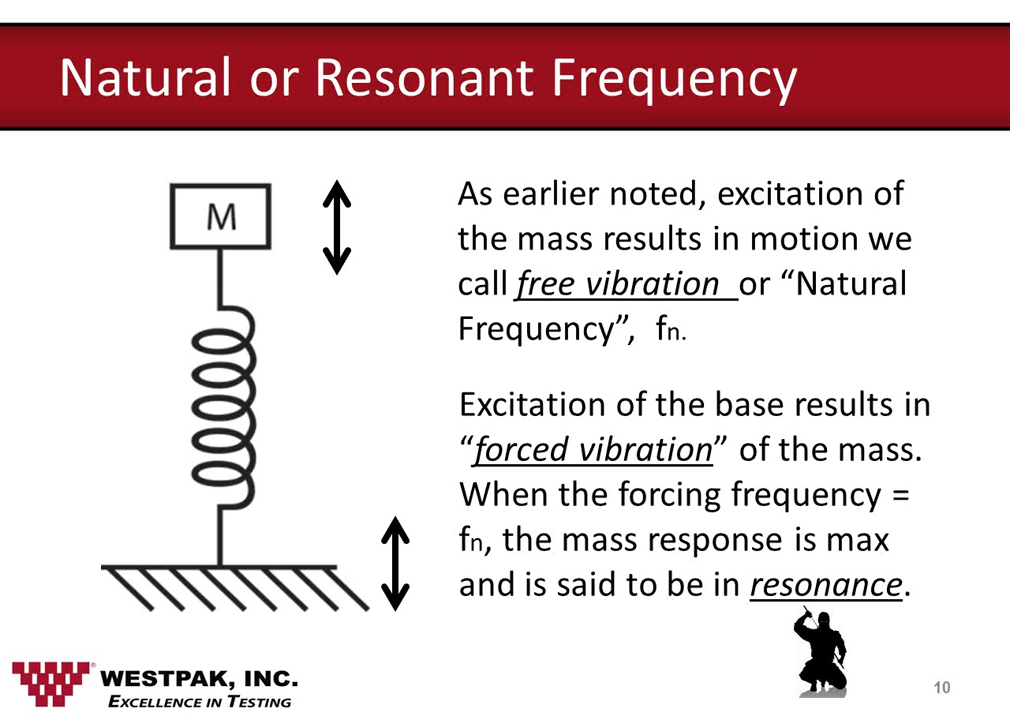 Natural or Resonant Frequency
M
As earlier noted, excitation of
the mass results in motion we
call free vibration or “Natural
Frequency”, fn.
Excitation of the base results in
“forced vibration” of the mass.
When the forcing frequency =
fn, the mass response is max
and is said to be in resonance.
®
WESTPAK, INC.
EXCELLENCE IN TESTING
10